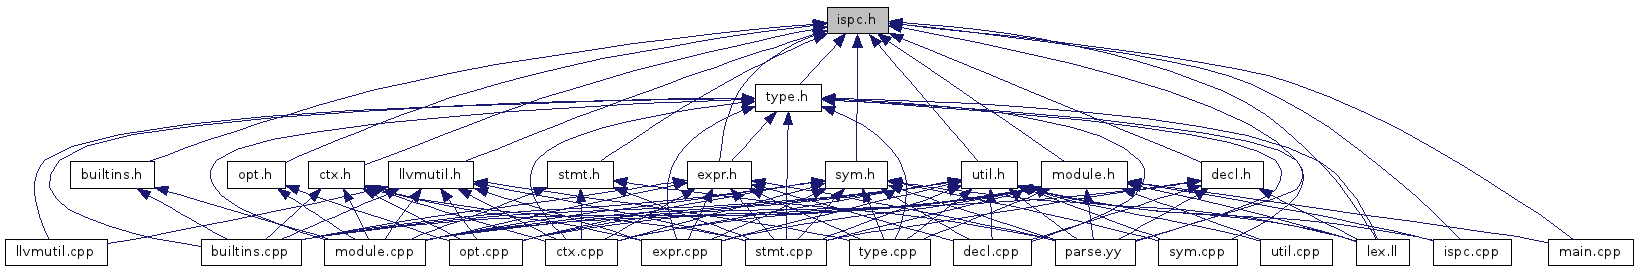 ispc.h
type.h
builtins.h opt.h ctx.h llvmutil.h stmt.h expr.h sym.h util.h module.h decl.h
llvmutil.cpp builtins.cpp module.cpp opt.cpp ctx.cpp expr.cpp stmt.cpp type.cpp decl.cpp parse.yy sym.cpp util.cpp lex.ll ispc.cpp main.cpp